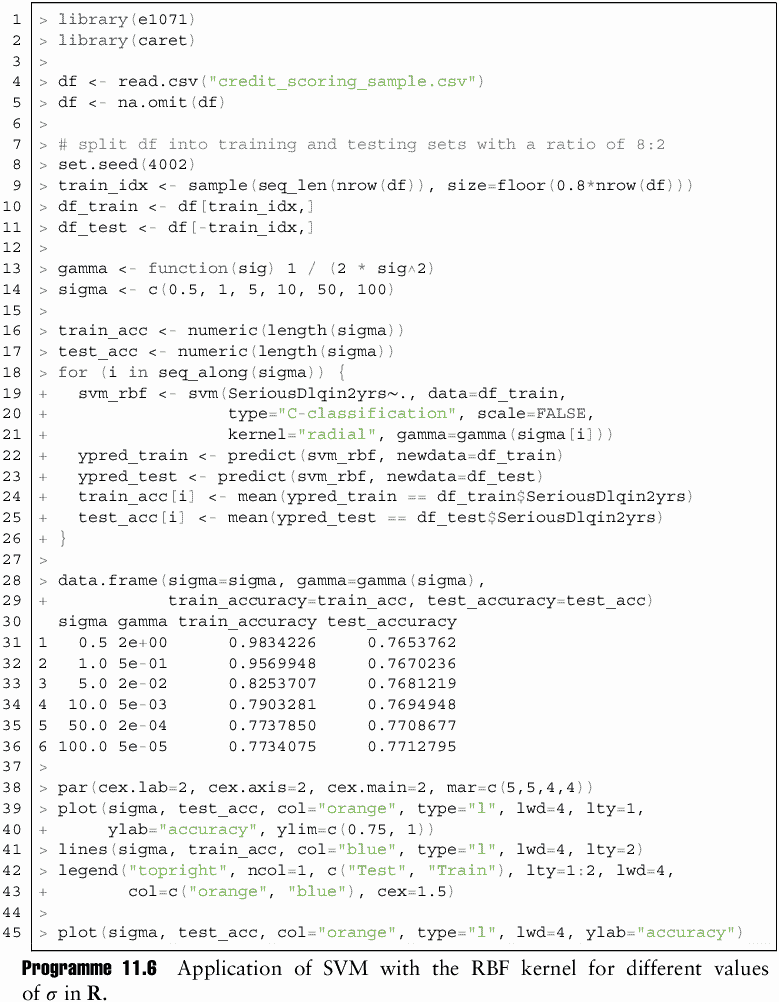 1 > library(e1071)
2 > library(caret)
3 >
4 > df <- read.csv("credit_scoring_sample.csv")
5 > df <- na.omit(df)
6 >
7 > # split df into training and testing sets with a ratio of 8:2
8 > set.seed(4002)
9 > train_idx <- sample(seq_len(nrow(df)), size=floor(0.8*nrow(df)))
10 > df_train <- df[train_idx,]
11 > df_test <- df[-train_idx,]
12 >
13 > gamma <- function(sig) 1 / (2 * sig^2)
14 > sigma <- c(0.5, 1, 5, 10, 50, 100)
15 >
16 > train_acc <- numeric(length(sigma))
17 > test_acc <- numeric(length(sigma))
18 > for (i in seq_along(sigma)) {
19 +   svm_rbf <- svm(SeriousDlqin2yrs~., data=df_train,
20 +                  type="C-classification", scale=FALSE,
21 +                  kernel="radial", gamma=gamma(sigma[i]))
22 +   ypred_train <- predict(svm_rbf, newdata=df_train)
23 +   ypred_test <- predict(svm_rbf, newdata=df_test)
24 +   train_acc[i] <- mean(ypred_train == df_train$SeriousDlqin2yrs)
25 +   test_acc[i] <- mean(ypred_test == df_test$SeriousDlqin2yrs)
26 + }
27 >
28 > data.frame(sigma=sigma, gamma=gamma(sigma),
29 +            train_accuracy=train_acc, test_accuracy=test_acc)
30   sigma gamma train_accuracy test_accuracy
31 1   0.5 2e+00      0.9834226     0.7653762
32 2   1.0 5e-01      0.9569948     0.7670236
33 3   5.0 2e-02      0.8253707     0.7681219
34 4  10.0 5e-03      0.7903281     0.7694948
35 5  50.0 2e-04      0.7737850     0.7708677
36 6 100.0 5e-05      0.7734075     0.7712795
37 >
38 > par(cex.lab=2, cex.axis=2, cex.main=2, mar=c(5,5,4,4))
39 > plot(sigma, test_acc, col="orange", type="l", lwd=4, lty=1,
40 +      ylab="accuracy", ylim=c(0.75, 1))
41 > lines(sigma, train_acc, col="blue", type="l", lwd=4, lty=2)
42 > legend("topright", ncol=1, c("Test", "Train"), lty=1:2, lwd=4,
43 +        col=c("orange", "blue"), cex=1.5)
44 >
45 > plot(sigma, test_acc, col="orange", type="l", lwd=4, ylab="accuracy")
Programme 11.6 Application of SVM with the RBF kernel for different values
of σ in R.